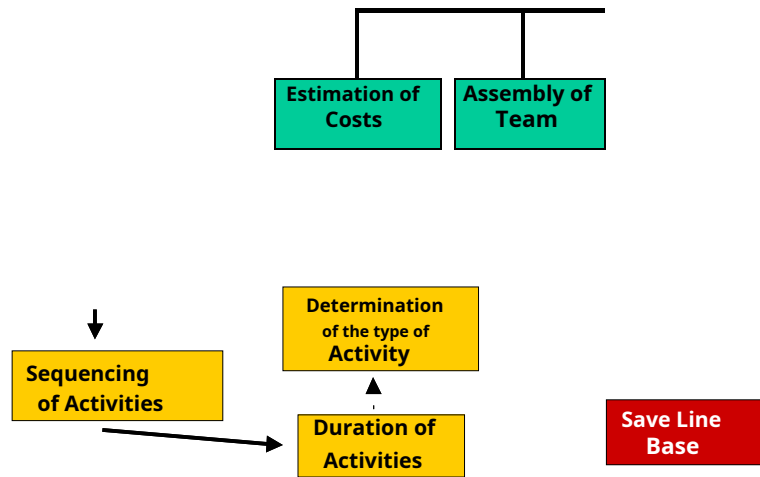 Estimation of
Costs
Assembly of
Team
Determination
of the type of
Activity
Sequencing
of Activities
Duration of
Activities
Save Line
Base